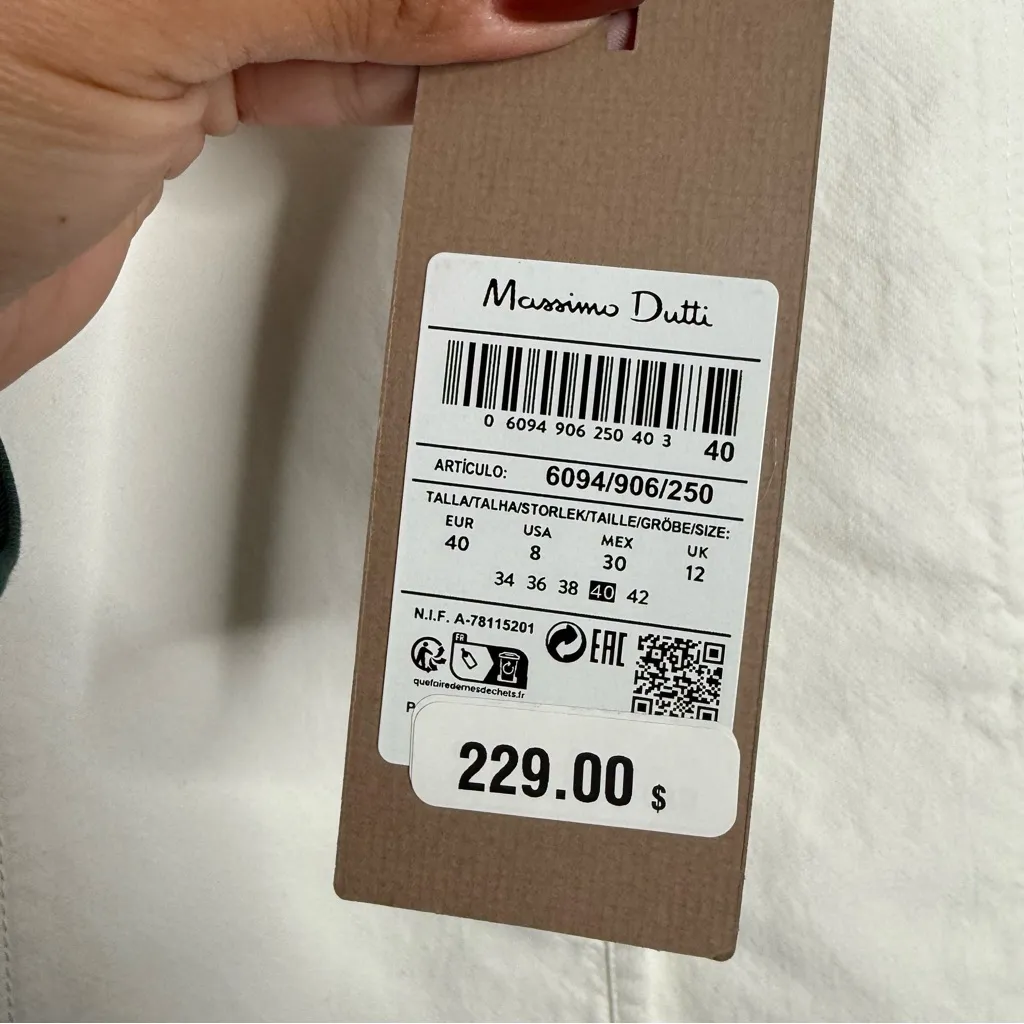 Massimo Dutti
0 6094 906 250 40 3 40
ARTÍCULO: 6094/906/250
TALLA/TALHA/STORLEK/TAILLE/GRÖBE/SIZE:
EUR USA MEX UK
40 8 30 12
34 36 38 40 42
N.I.F. A-78115201
FR
EAC
quefairedemesdechets.fr
P
229.00 $